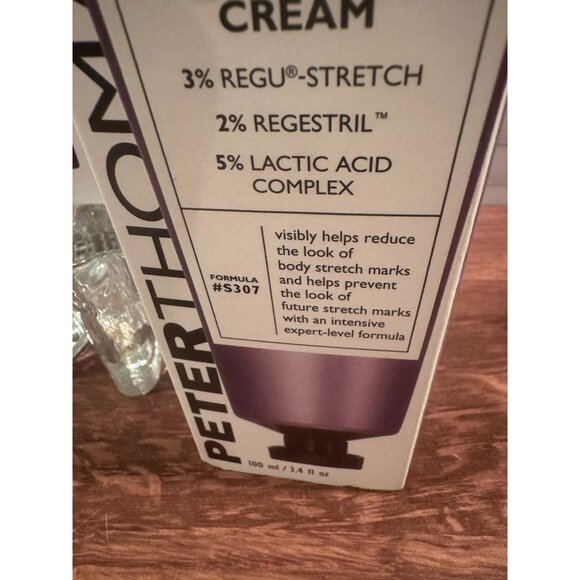 CREAM
3% REGU®-STRETCH
2% REGESTRIL™
5% LACTIC ACID
COMPLEX
FORMULA
#S307
visibly helps reduce
the look of
body stretch marks
and helps prevent
the look of
future stretch marks
with an intensive
expert-level formula
100 ml / 3.4 fl oz
PETERTHOM